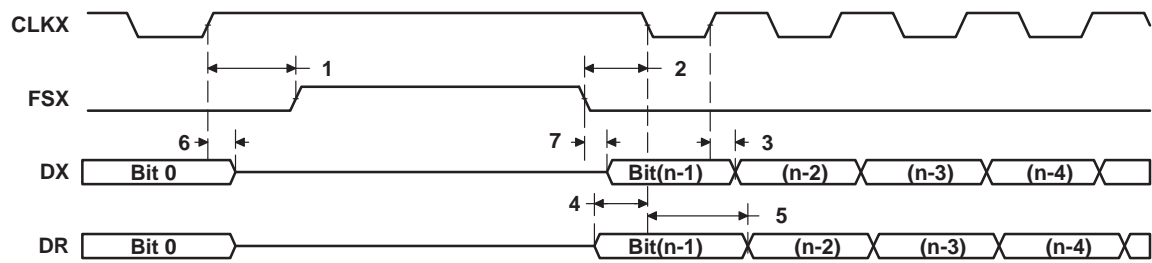 CLKX
1 2
FSX
6 7 3
DX Bit 0 Bit(n-1) (n-2) (n-3) (n-4)
4 5
DR Bit 0 Bit(n-1) (n-2) (n-3) (n-4)